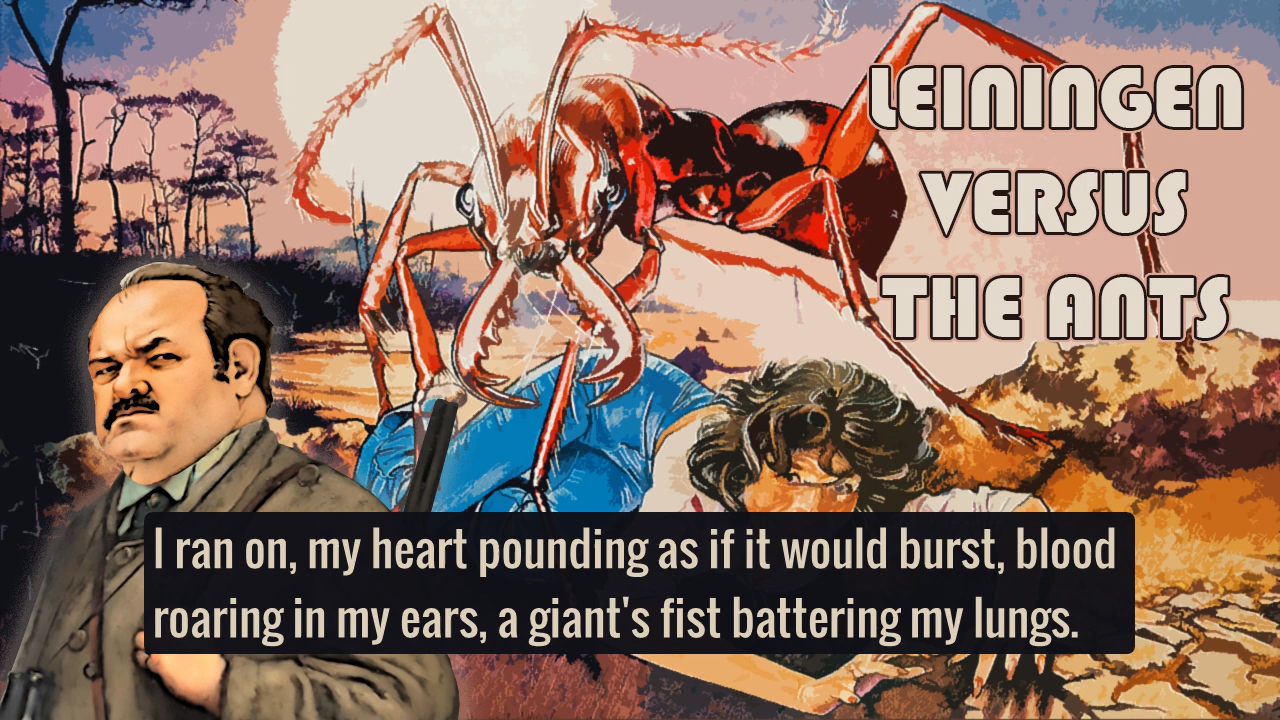 LEININGEN
VERSUS
THE ANTS
I ran on, my heart pounding as if it would burst, blood
roaring in my ears, a giant's fist battering my lungs.